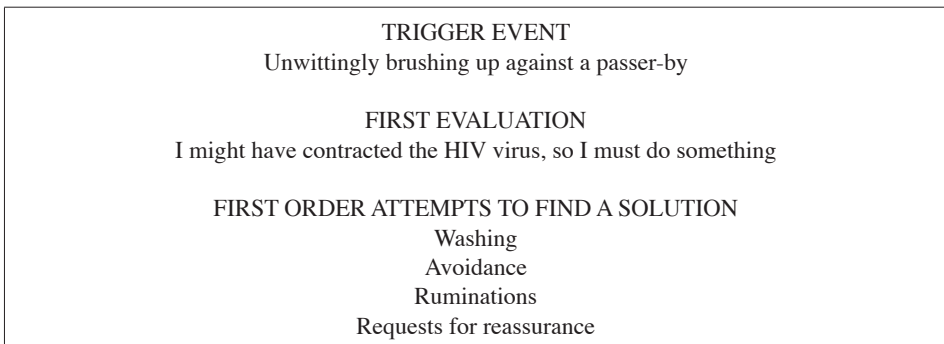 TRIGGER EVENT
Unwittingly brushing up against a passer-by
FIRST EVALUATION
I might have contracted the HIV virus, so I must do something
FIRST ORDER ATTEMPTS TO FIND A SOLUTION
Washing
Avoidance
Ruminations
Requests for reassurance